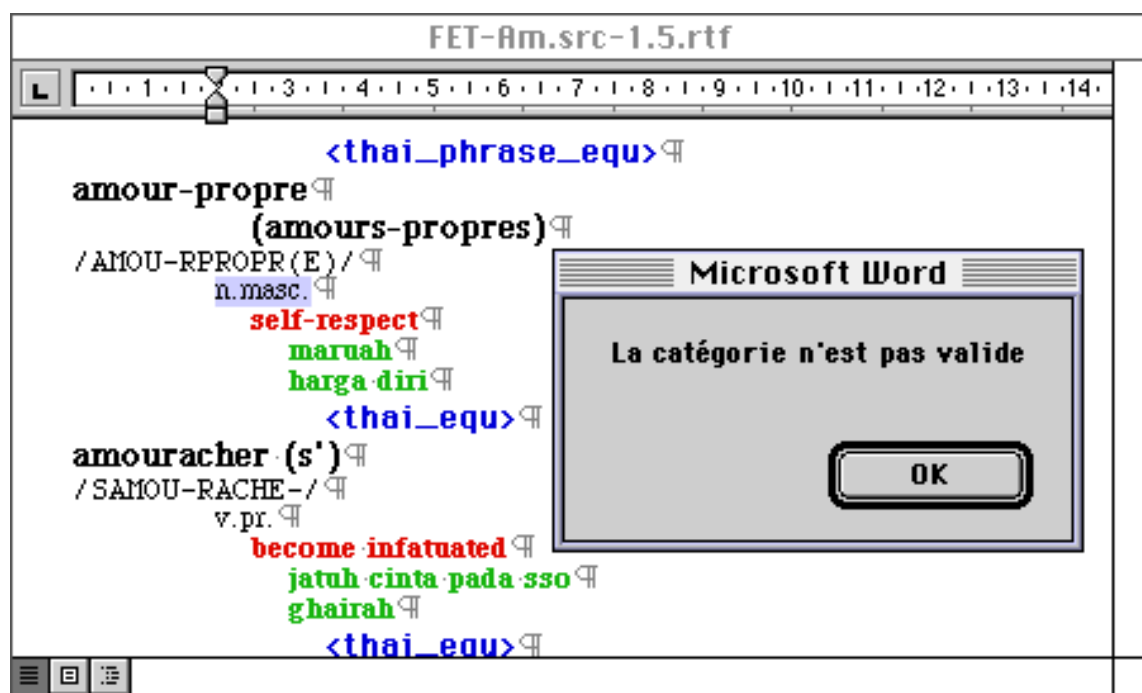 FET-Am.src-1.5.rtf
L 1 3 4 5 6 7 8 9 10 11 12 13 14
<thai_phrase_equ>¶
amour-propre¶
(amours-propres)¶
/AMOU-RPROPR(E)/¶
n.masc.¶
self-respect¶
maruah¶
harga·diri¶
<thai_equ>¶
amouracher·(s')¶
/SAMOU-RACHE-/¶
v.pr.¶
become·infatuated¶
jatuh·cinta·pada·sso¶
ghairah¶
<thai_equ>¶
Microsoft Word
La catégorie n'est pas valide
OK